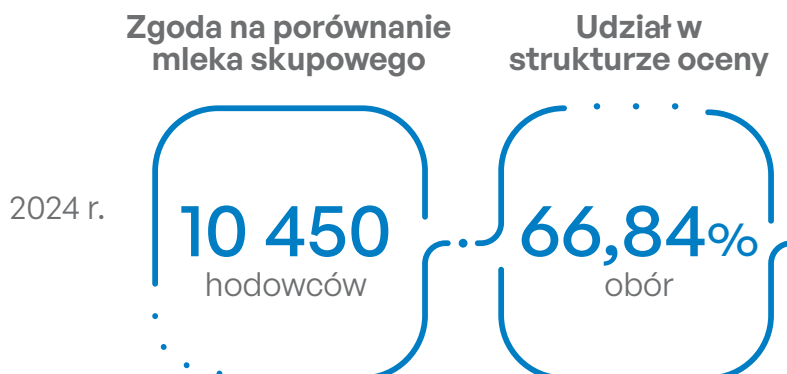 Zgoda na porównanie
mleka skupowego
Udział w
strukturze oceny
2024 r.
10 450
hodowców
66,84%
obór